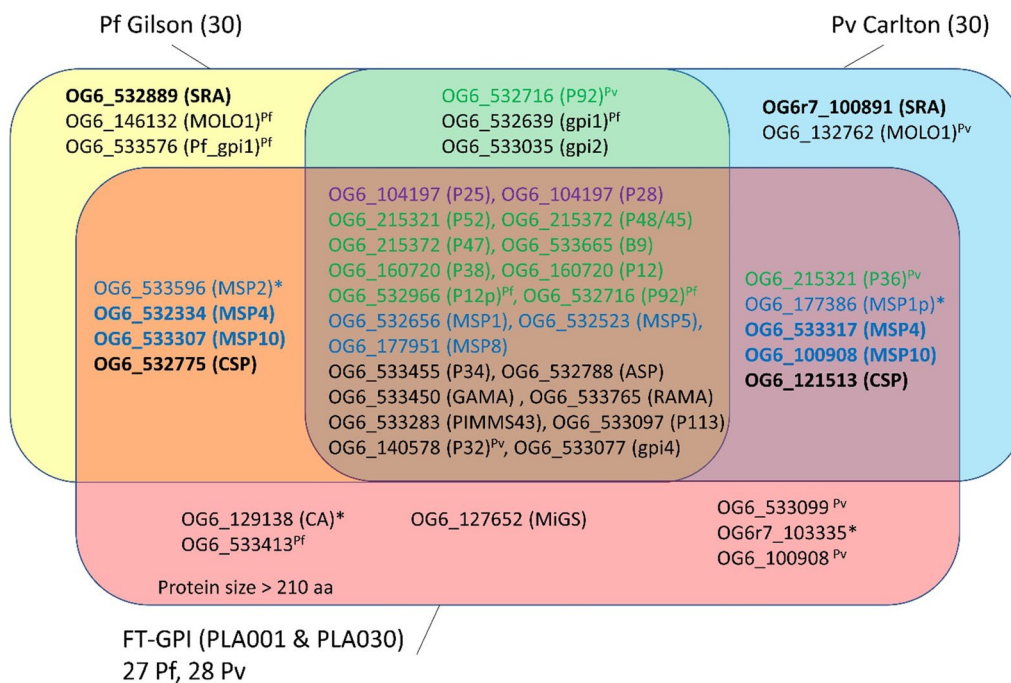 Pf Gilson (30)
Pv Carlton (30)
OG6_532889 (SRA)
OG6_146132 (MOLO1)Pf
OG6_533576 (Pf_gpi1)Pf
OG6_532716 (P92)Pv
OG6_532639 (gpi1)Pf
OG6_533035 (gpi2)
OG6r7_100891 (SRA)
OG6_132762 (MOLO1)Pv
OG6_533596 (MSP2)*
OG6_532334 (MSP4)
OG6_533307 (MSP10)
OG6_532775 (CSP)
OG6_104197 (P25), OG6_104197 (P28)
OG6_215321 (P52), OG6_215372 (P48/45)
OG6_215372 (P47), OG6_533665 (B9)
OG6_160720 (P38), OG6_160720 (P12)
OG6_532966 (P12p)Pf, OG6_532716 (P92)Pf
OG6_532656 (MSP1), OG6_532523 (MSP5),
OG6_177951 (MSP8)
OG6_533455 (P34), OG6_532788 (ASP)
OG6_533450 (GAMA) , OG6_533765 (RAMA)
OG6_533283 (PIMMS43), OG6_533097 (P113)
OG6_140578 (P32)Pv, OG6_533077 (gpi4)
OG6_215321 (P36)Pv
OG6_177386 (MSP1p)*
OG6_533317 (MSP4)
OG6_100908 (MSP10)
OG6_121513 (CSP)
OG6_129138 (CA)*
OG6_533413Pf
OG6_127652 (MiGS)
OG6_533099 Pv
OG6r7_103335*
OG6_100908 Pv
Protein size > 210 aa
FT-GPI (PLA001 & PLA030)
27 Pf, 28 Pv